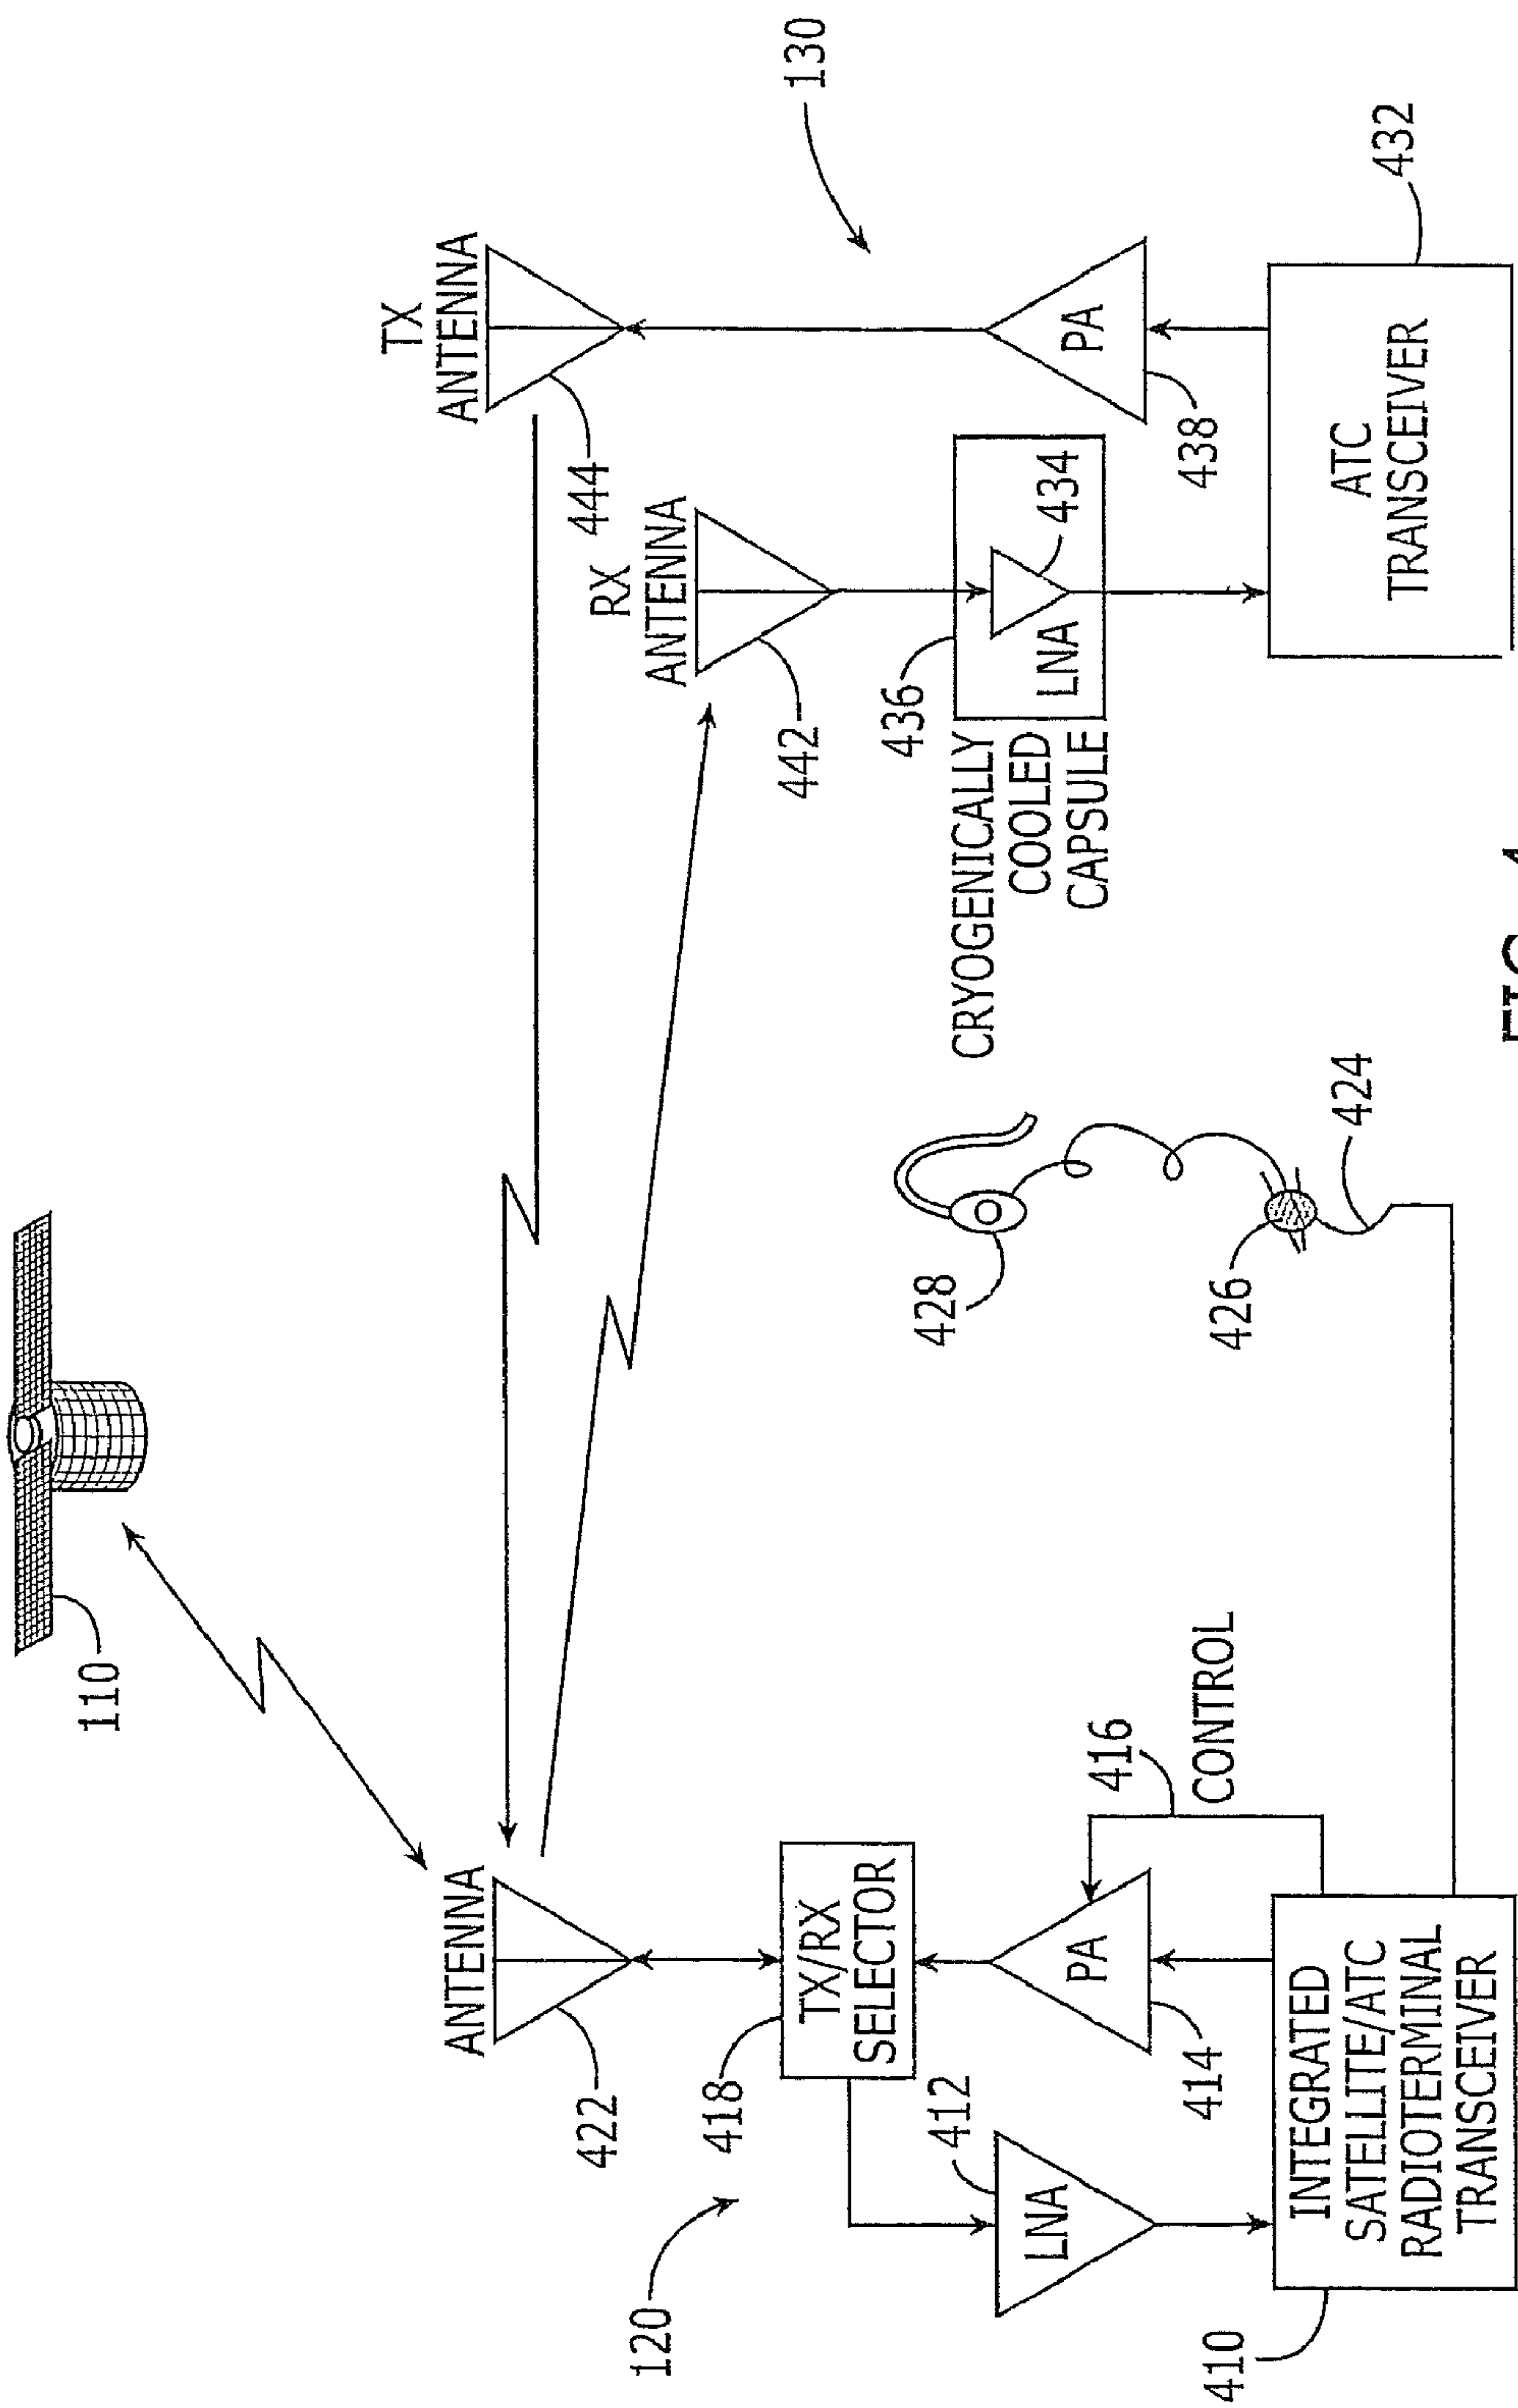 110
ANTENNA
422
120
418
TX/RX
SELECTOR
412
LNA
PA
414
416
CONTROL
410
INTEGRATED
SATELLITE/ATC
RADIOTERMINAL
TRANSCEIVER
428
426
424
TX
ANTENNA
444
RX
ANTENNA
442
130
436
LNA
434
CRYOGENICALLY
COOLED
CAPSULE
PA
438
ATC
TRANSCEIVER
432